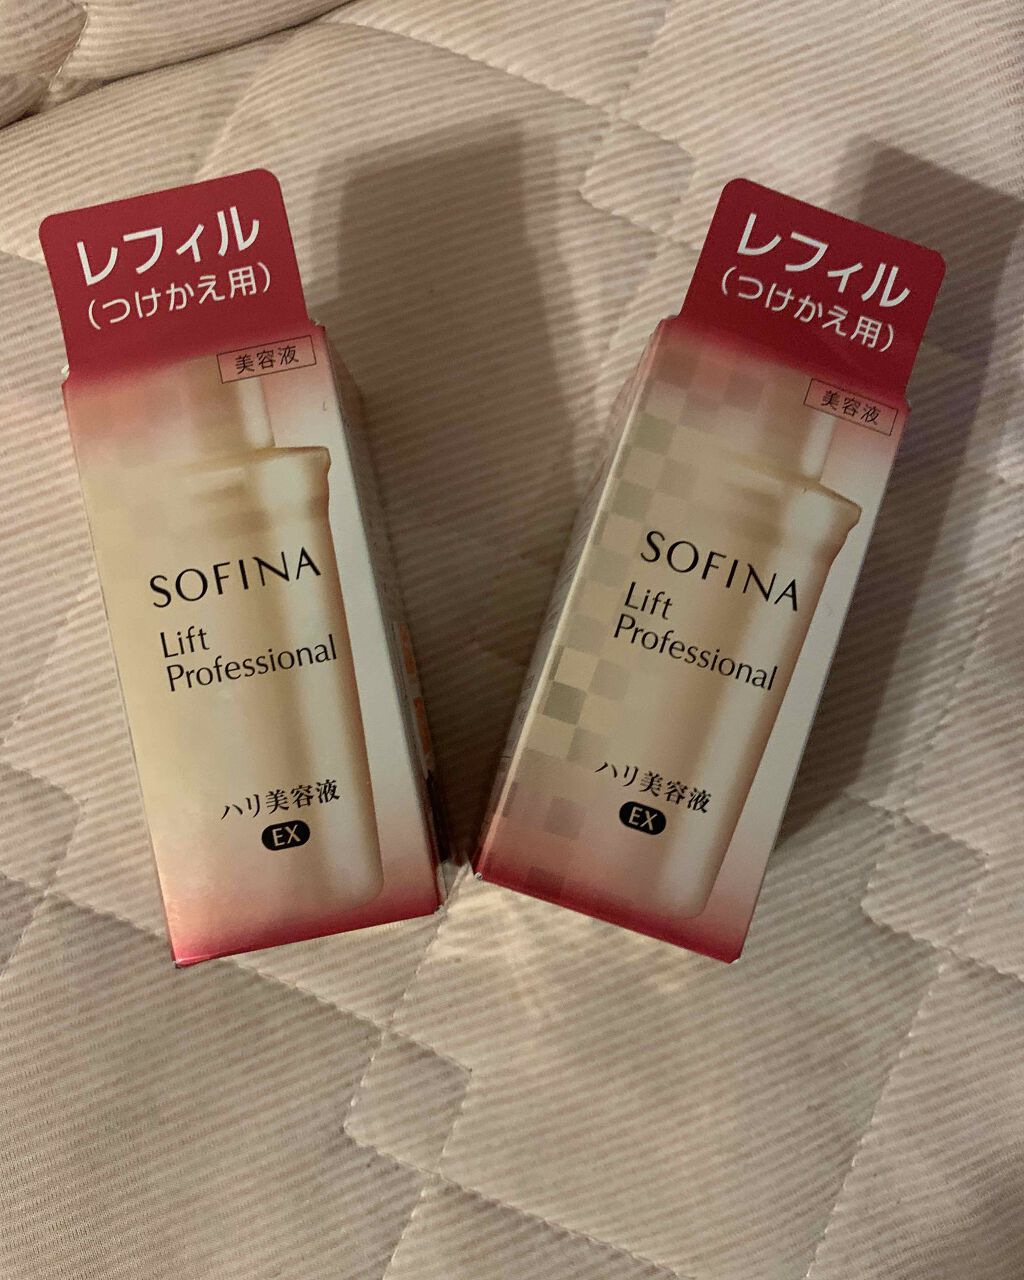 レフィル
(つけかえ用)
美容液
SOFINA
Lift
Professional
ハリ美容液
EX
レフィル
(つけかえ用)
美容液
SOFINA
Lift
Professional
ハリ美容液
EX